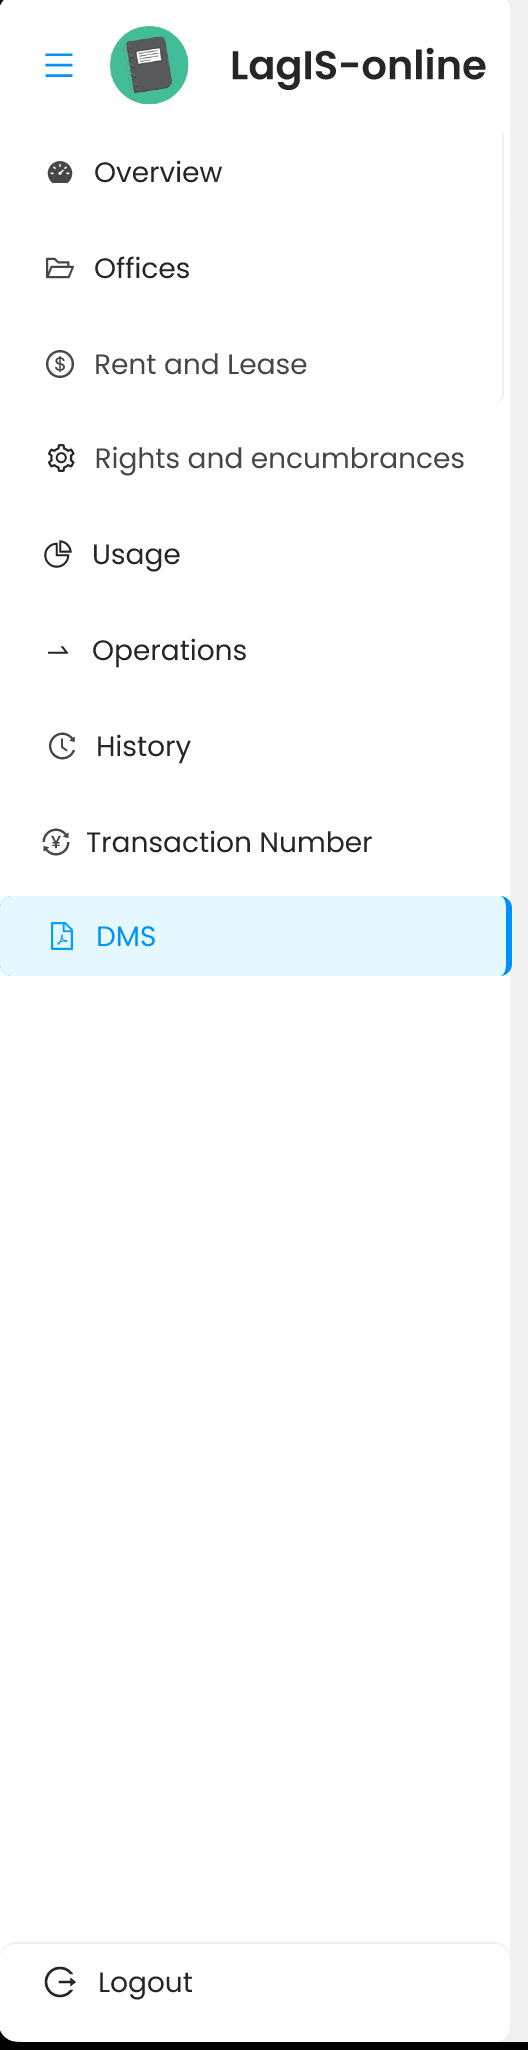 LagIS-online
Overview
Offices
Rent and Lease
Rights and encumbrances
Usage
Operations
History
Transaction Number
DMS
Logout